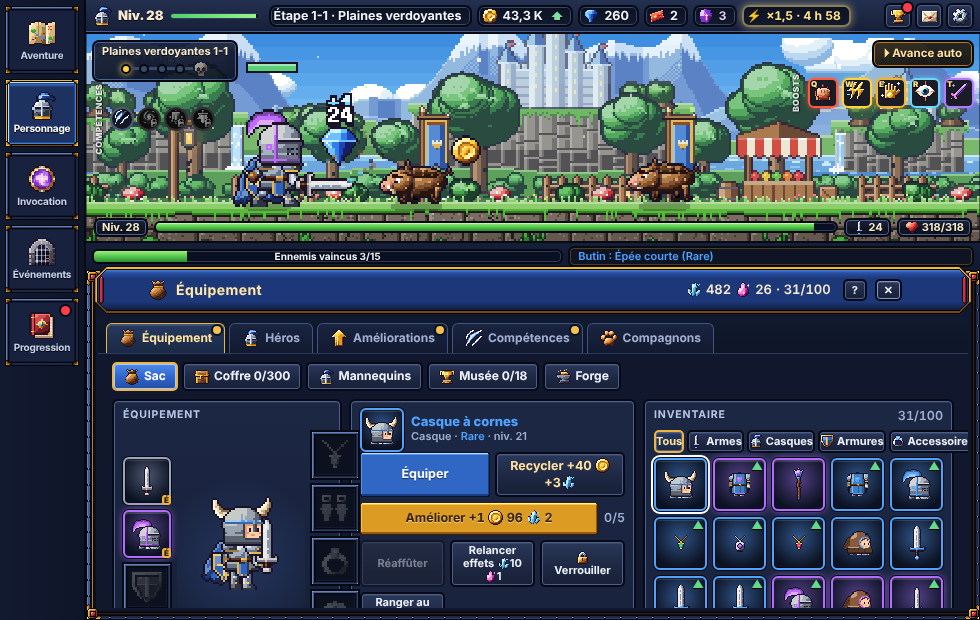 Niv. 28
Étape 1-1 · Plaines verdoyantes
43,3 K
260
2
3
×1,5 · 4 h 58
Aventure
Personnage
Invocation
Événements
Progression
Plaines verdoyantes 1-1
Avance auto
COMPÉTENCES
BOOSTS
24
Niv. 28
24
318/318
Ennemis vaincus 3/15
Butin : Épée courte (Rare)
Équipement
482
26 · 31/100
?
×
Équipement
Héros
Améliorations
Compétences
Compagnons
Sac
Coffre 0/300
Mannequins
Musée 0/18
Forge
ÉQUIPEMENT
E
E
Casque à cornes
Casque · Rare · niv. 21
Équiper
Recycler +40
+3
Améliorer +1 96 2
0/5
Réaffûter
Relancer
effets 10
1
Verrouiller
Ranger au
INVENTAIRE
31/100
Tous
Armes
Casques
Armures
Accessoire